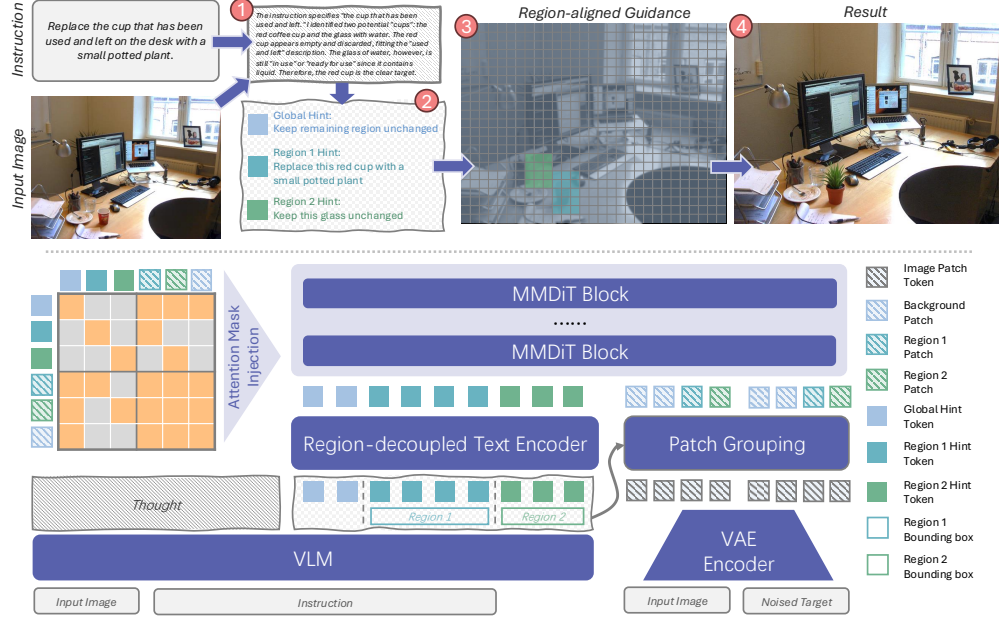 Instruction
Input Image
Replace the cup that has been
used and left on the desk with a
small potted plant.
1
The instruction specifies "the cup that has been
used and left." I identified two potential "cups": the
red coffee cup and the glass with water. The red
cup appears empty and discarded, fitting the "used
and left" description. The glass of water, however, is
still "in use" or "ready for use" since it contains
liquid. Therefore, the red cup is the clear target.
2
Global Hint:
Keep remaining region unchanged
Region 1 Hint:
Replace this red cup with a
small potted plant
Region 2 Hint:
Keep this glass unchanged
3
Region-aligned Guidance
4
Result
Attention Mask
Injection
MMDiT Block
......
MMDiT Block
Region-decoupled Text Encoder
Patch Grouping
Thought
Region 1
Region 2
VLM
VAE
Encoder
Input Image
Instruction
Input Image
Noised Target
Image Patch
Token
Background
Patch
Region 1
Patch
Region 2
Patch
Global Hint
Token
Region 1 Hint
Token
Region 2 Hint
Token
Region 1
Bounding box
Region 2
Bounding box